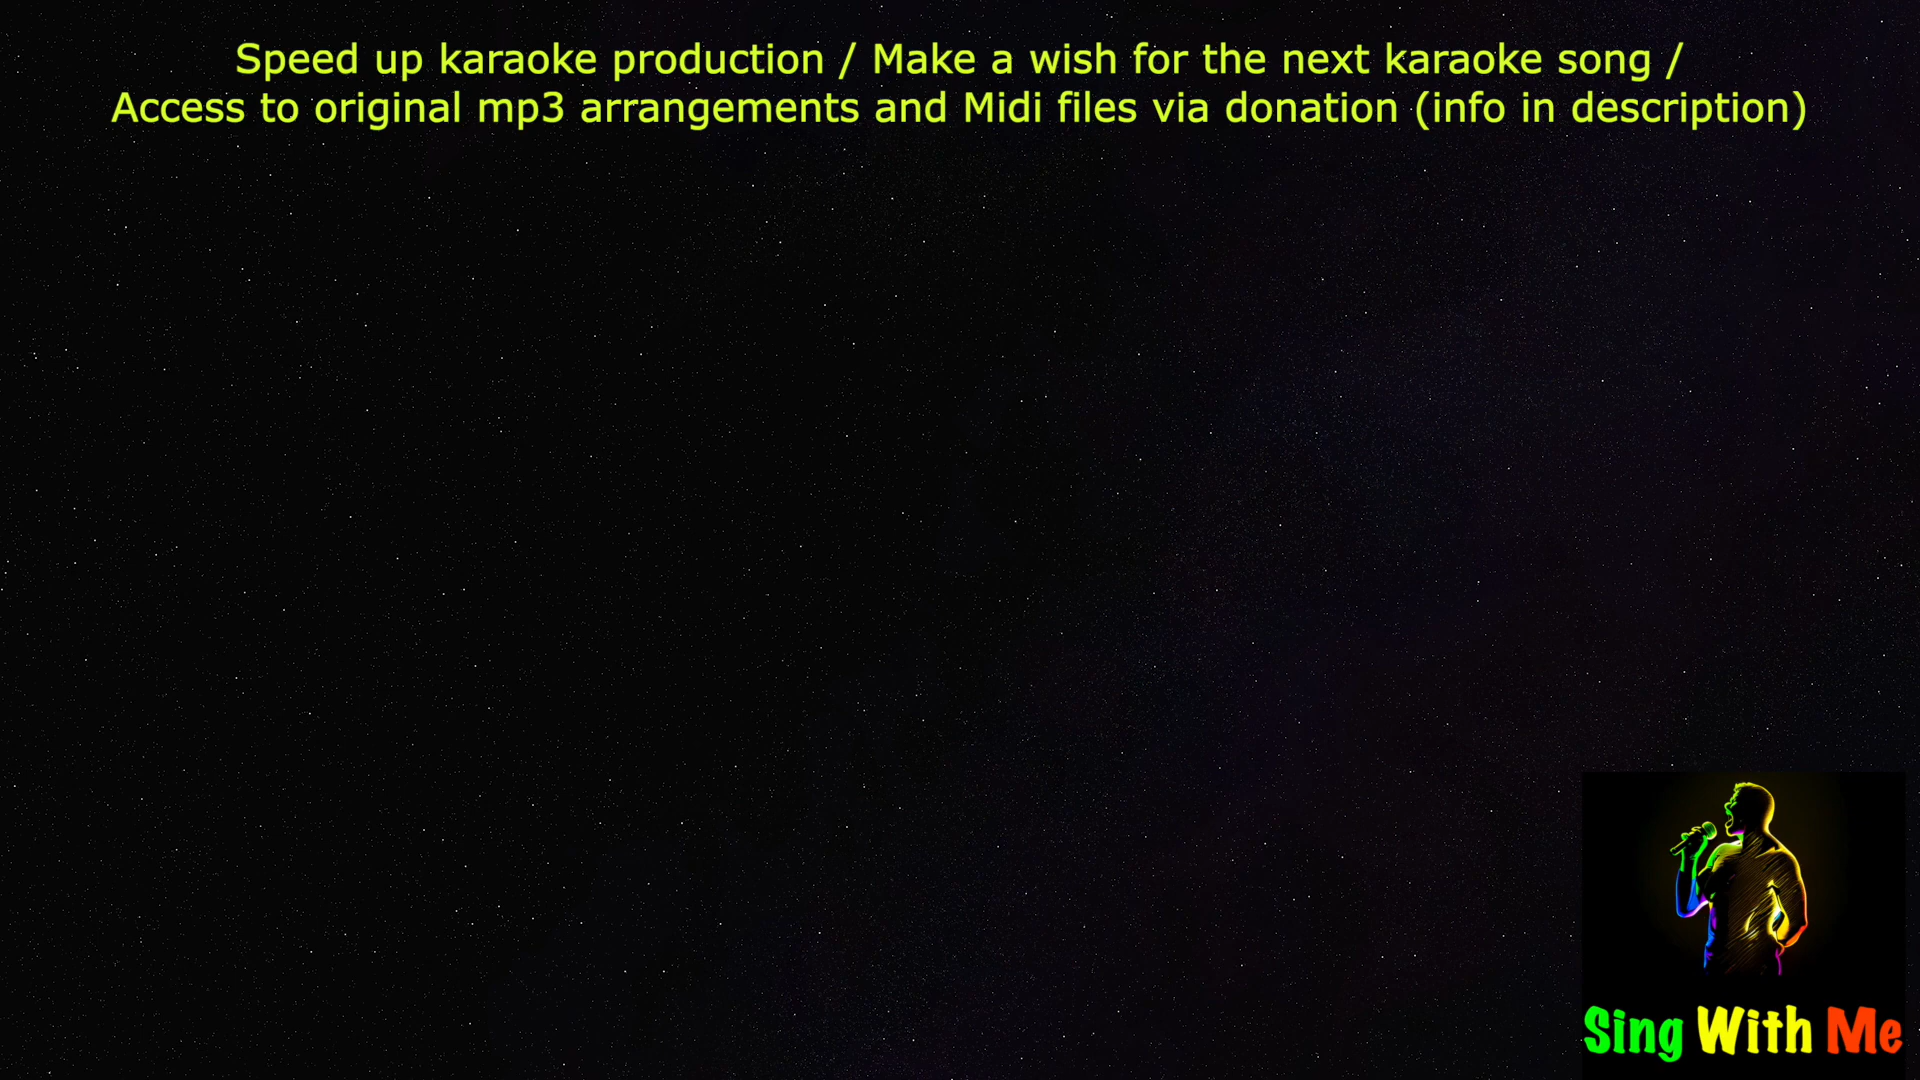 Speed up karaoke production / Make a wish for the next karaoke song /
Access to original mp3 arrangements and Midi files via donation (info in description)
Sing With Me